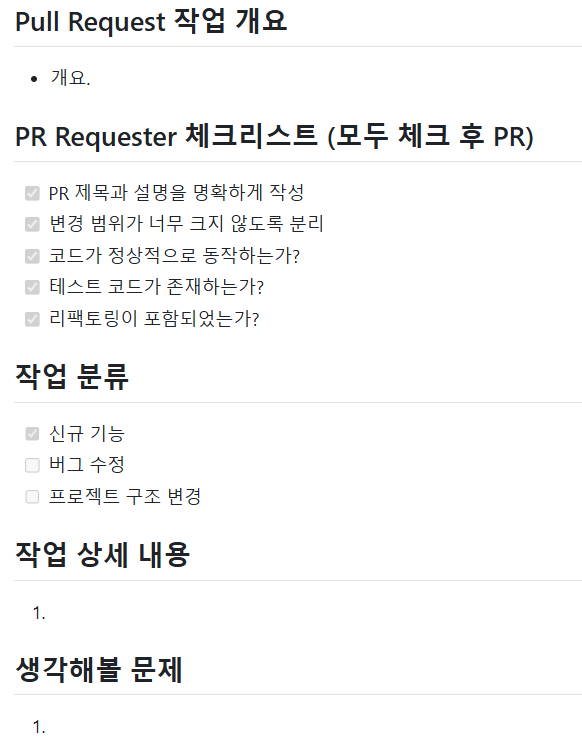 Pull Request 작업 개요
개요.
PR Requester 체크리스트 (모두 체크 후 PR)
PR 제목과 설명을 명확하게 작성
변경 범위가 너무 크지 않도록 분리
코드가 정상적으로 동작하는가?
테스트 코드가 존재하는가?
리팩토링이 포함되었는가?
작업 분류
신규 기능
버그 수정
프로젝트 구조 변경
작업 상세 내용
1.
생각해볼 문제
1.